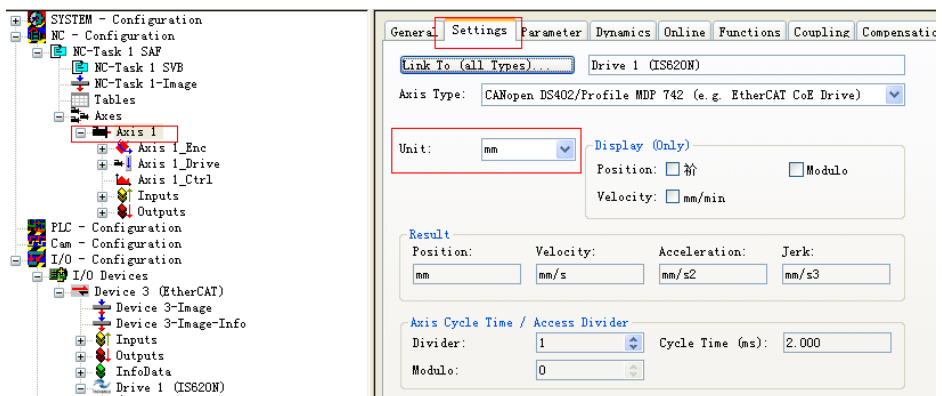 SYSTEM - Configuration
NC - Configuration
NC-Task 1 SAF
NC-Task 1 SVB
NC-Task 1-Image
Tables
Axes
Axis 1
Axis 1_Enc
Axis 1_Drive
Axis 1_Ctrl
Inputs
Outputs
PLC - Configuration
Cam - Configuration
I/O - Configuration
I/O Devices
Device 3 (EtherCAT)
Device 3-Image
Device 3-Image-Info
Inputs
Outputs
InfoData
Drive 1 (IS620N)
General Settings Parameter Dynamics Online Functions Coupling Compensatio
Link To (all Types)... Drive 1 (IS620N)
Axis Type: CANopen DS402/Profile MDP 742 (e.g. EtherCAT CoE Drive)
Unit: mm
Display (Only)
Position: 祄 Modulo
Velocity: mm/min
Result
Position: Velocity: Acceleration: Jerk:
mm mm/s mm/s2 mm/s3
Axis Cycle Time / Access Divider
Divider: 1 Cycle Time (ms): 2.000
Modulo: 0